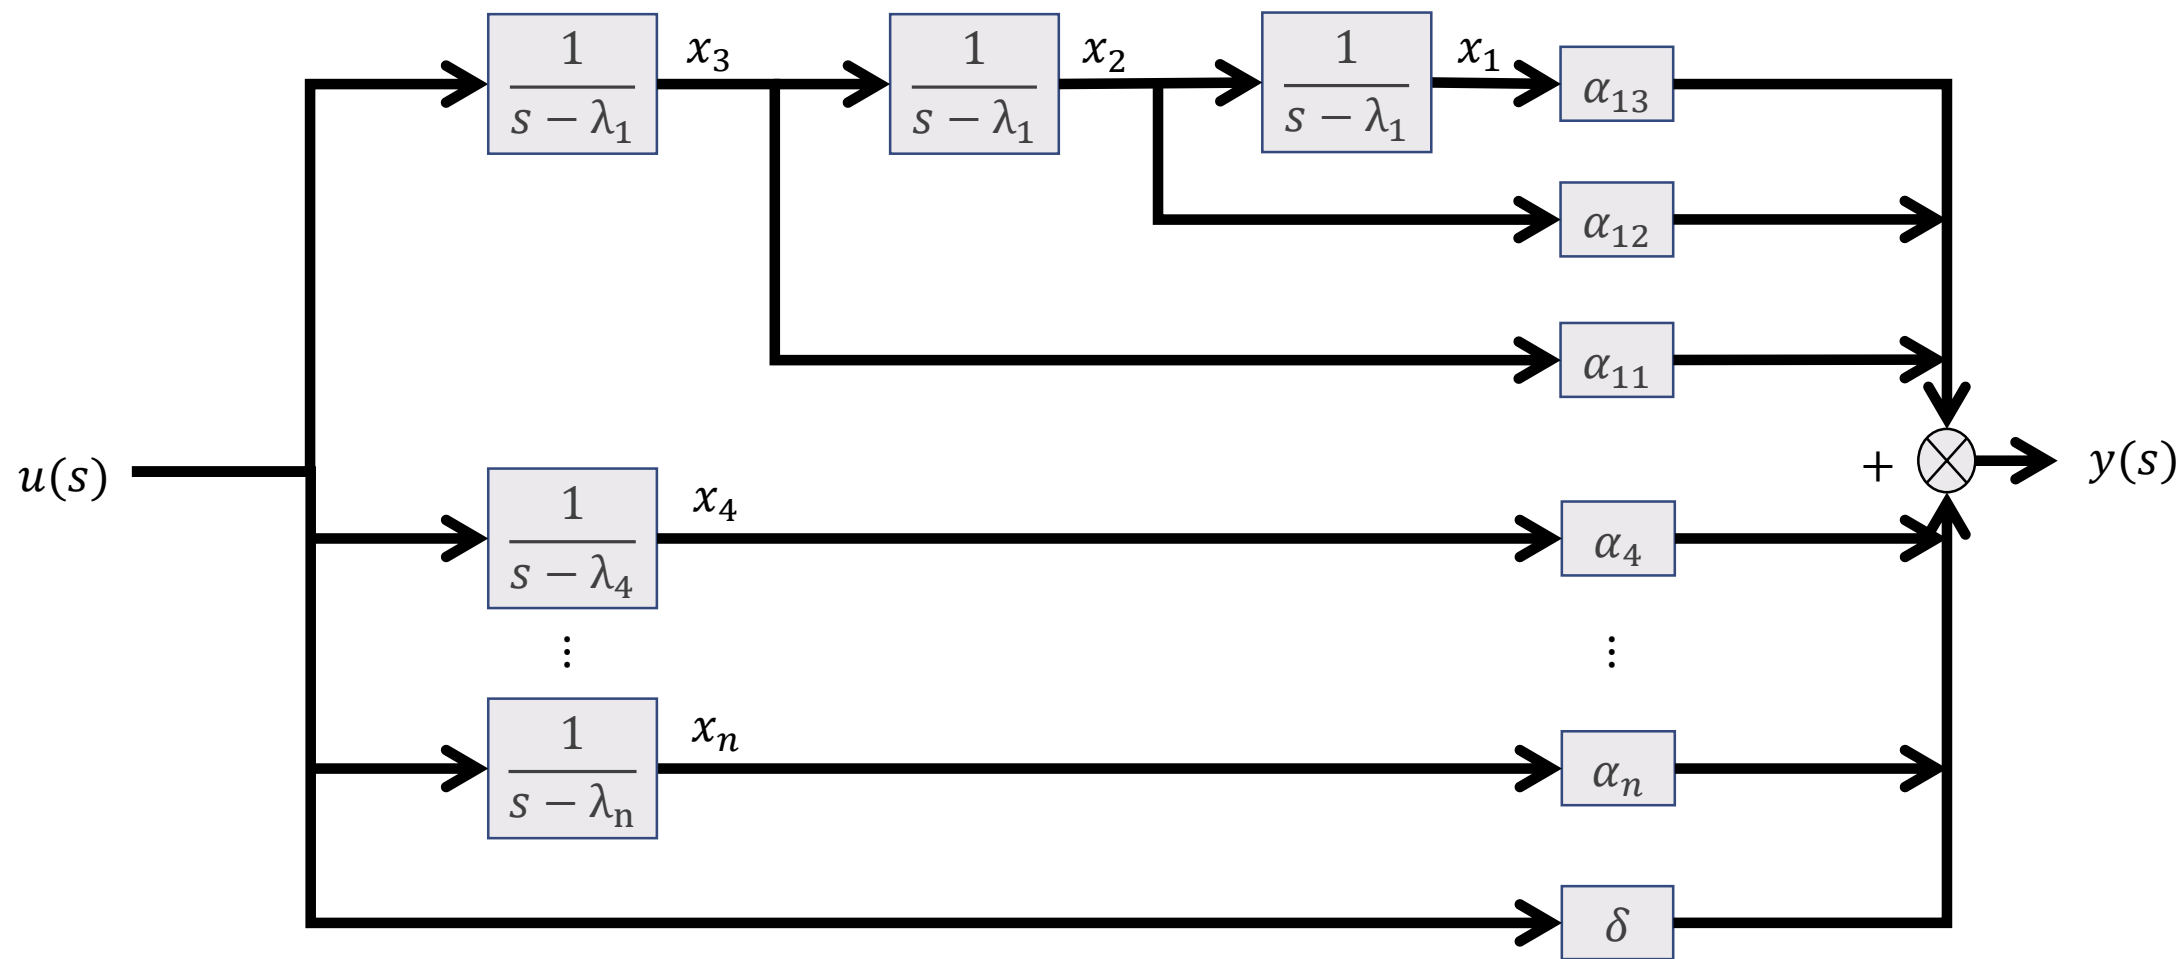 1
s − λ₁
x₃
1
s − λ₁
x₂
1
s − λ₁
x₁
α₁₃
α₁₂
α₁₁
u(s)
+
y(s)
1
s − λ₄
x₄
α₄
⋮
⋮
1
s − λₙ
xₙ
αₙ
δ